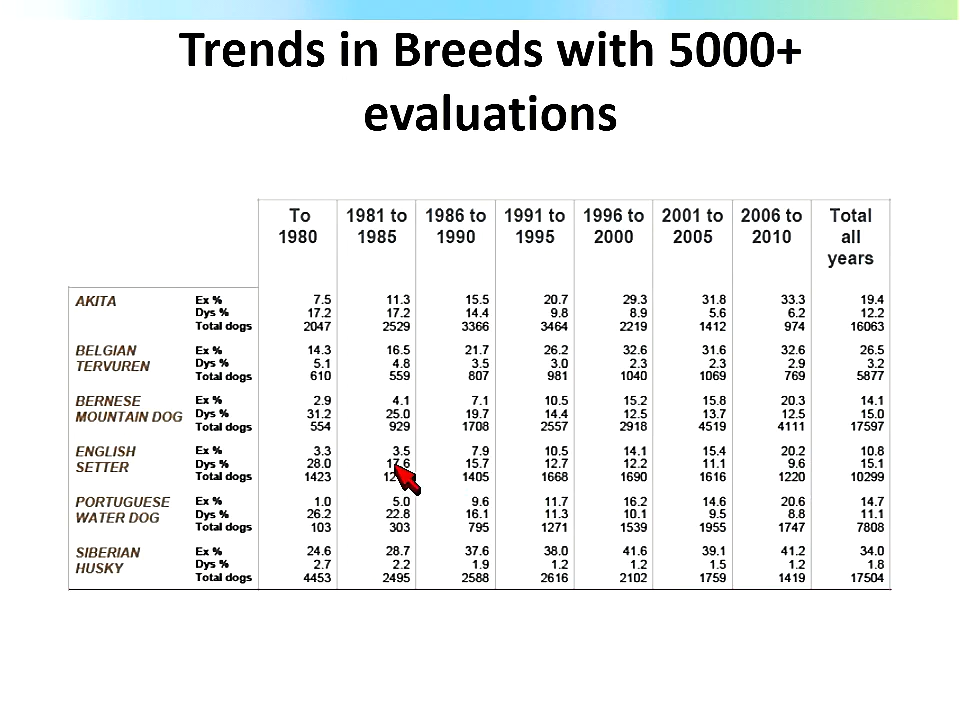 Trends in Breeds with 5000+
evaluations
To 1980 1981 to 1985 1986 to 1990 1991 to 1995 1996 to 2000 2001 to 2005 2006 to 2010 Total all years
AKITA Ex % 7.5 11.3 15.5 20.7 29.3 31.8 33.3 19.4
Dys % 17.2 17.2 14.4 9.8 8.9 5.6 6.2 12.2
Total dogs 2047 2529 3366 3464 2219 1412 974 16063
BELGIAN Ex % 14.3 16.5 21.7 26.2 32.6 31.6 32.6 26.5
TERVUREN Dys % 5.1 4.8 3.5 3.0 2.3 2.3 2.9 3.2
Total dogs 610 559 807 981 1040 1069 769 5877
BERNESE Ex % 2.9 4.1 7.1 10.5 15.2 15.8 20.3 14.1
MOUNTAIN DOG Dys % 31.2 25.0 19.7 14.4 12.5 13.7 12.5 15.0
Total dogs 554 929 1708 2557 2918 4519 4111 17597
ENGLISH Ex % 3.3 3.5 7.9 10.5 14.1 15.4 20.2 10.8
SETTER Dys % 28.0 17.6 15.7 12.7 12.2 11.1 9.6 15.1
Total dogs 1423 1405 1668 1690 1616 1220 10299
PORTUGUESE Ex % 1.0 5.0 9.6 11.7 16.2 14.6 20.6 14.7
WATER DOG Dys % 26.2 22.8 16.1 11.3 10.1 9.5 8.8 11.1
Total dogs 103 303 795 1271 1539 1955 1747 7808
SIBERIAN Ex % 24.6 28.7 37.6 38.0 41.6 39.1 41.2 34.0
HUSKY Dys % 2.7 2.2 1.9 1.2 1.2 1.5 1.2 1.8
Total dogs 4453 2495 2588 2616 2102 1759 1419 17504